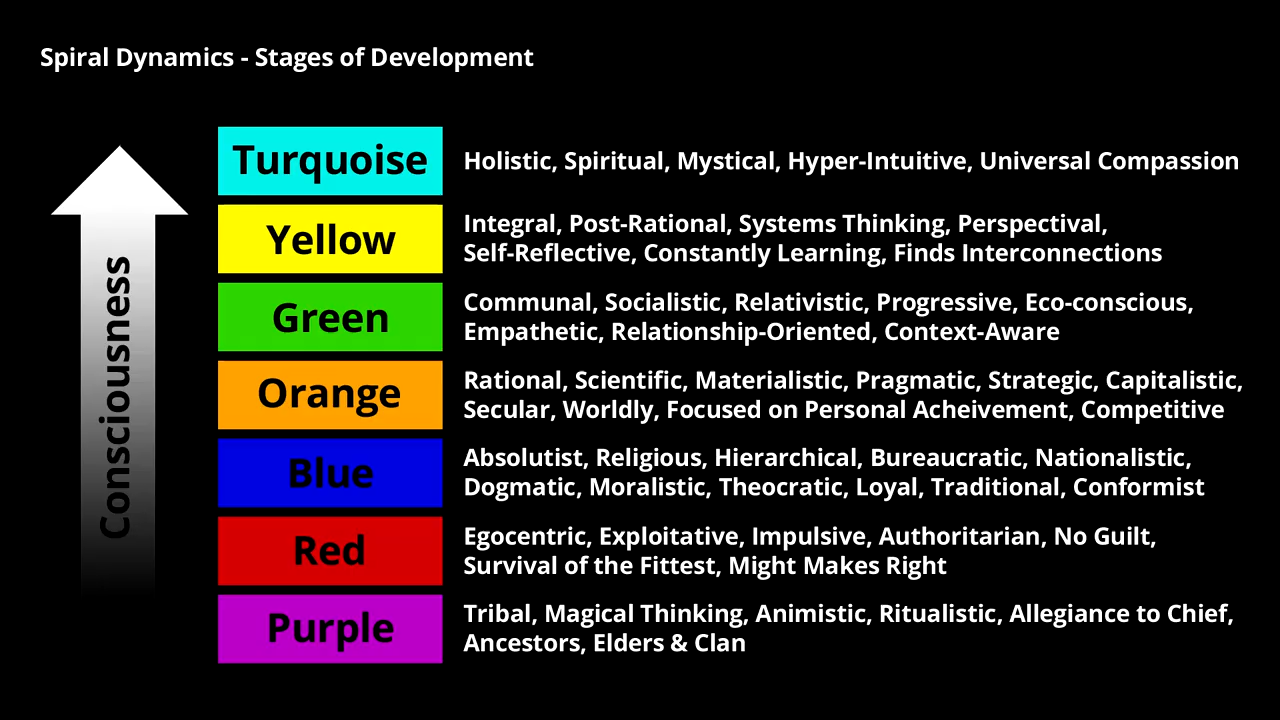 Spiral Dynamics - Stages of Development
Consciousness
Turquoise
Holistic, Spiritual, Mystical, Hyper-Intuitive, Universal Compassion
Yellow
Integral, Post-Rational, Systems Thinking, Perspectival,
Self-Reflective, Constantly Learning, Finds Interconnections
Green
Communal, Socialistic, Relativistic, Progressive, Eco-conscious,
Empathetic, Relationship-Oriented, Context-Aware
Orange
Rational, Scientific, Materialistic, Pragmatic, Strategic, Capitalistic,
Secular, Worldly, Focused on Personal Acheivement, Competitive
Blue
Absolutist, Religious, Hierarchical, Bureaucratic, Nationalistic,
Dogmatic, Moralistic, Theocratic, Loyal, Traditional, Conformist
Red
Egocentric, Exploitative, Impulsive, Authoritarian, No Guilt,
Survival of the Fittest, Might Makes Right
Purple
Tribal, Magical Thinking, Animistic, Ritualistic, Allegiance to Chief,
Ancestors, Elders & Clan